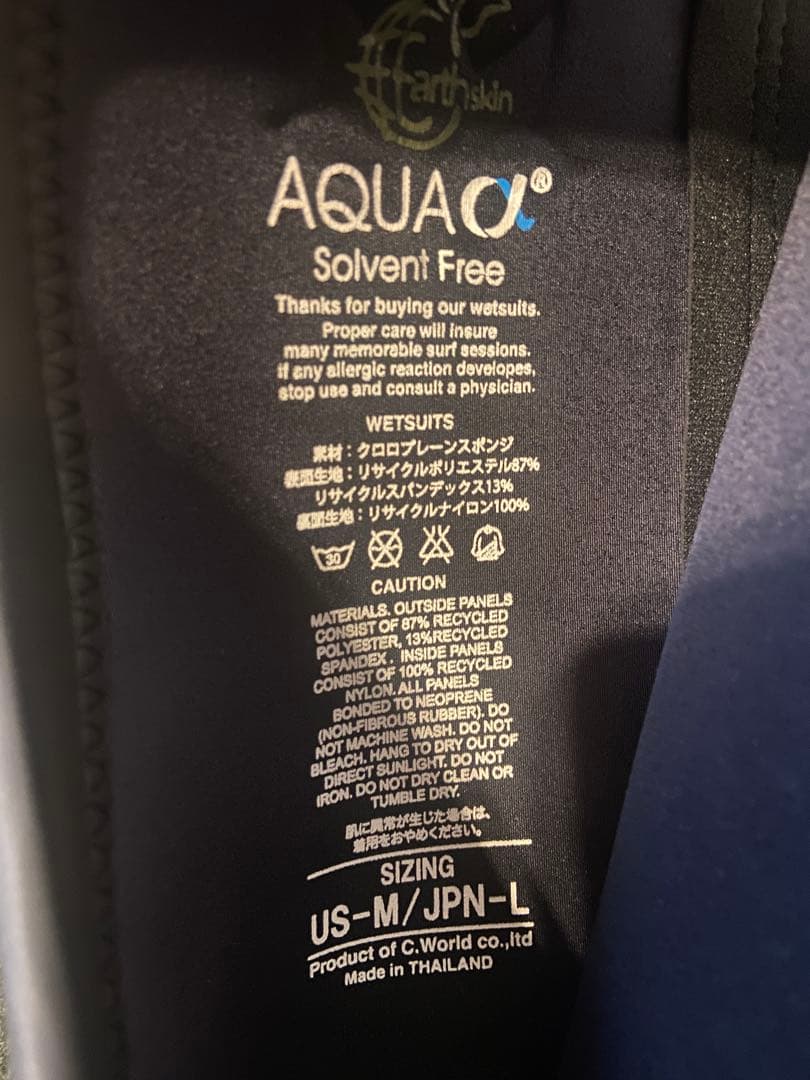 Earthskin
AQUAα®
Solvent Free
Thanks for buying our wetsuits.
Proper care will insure
many memorable surf sessions.
If any allergic reaction developes,
stop use and consult a physician.
WETSUITS
素材：クロロプレーンスポンジ
表面生地：リサイクルポリエステル87%
リサイクルスパンデックス13%
裏面生地：リサイクルナイロン100%
30
CAUTION
MATERIALS. OUTSIDE PANELS
CONSIST OF 87% RECYCLED
POLYESTER, 13%RECYCLED
SPANDEX. INSIDE PANELS
CONSIST OF 100% RECYCLED
NYLON. ALL PANELS
BONDED TO NEOPRENE
(NON-FIBROUS RUBBER). DO
NOT MACHINE WASH. DO NOT
BLEACH. HANG TO DRY OUT OF
DIRECT SUNLIGHT. DO NOT
IRON. DO NOT DRY CLEAN OR
TUMBLE DRY.
肌に異常が生じた場合は、
着用をおやめください。
SIZING
US-M/JPN-L
Product of C.World co.,ltd
Made in THAILAND